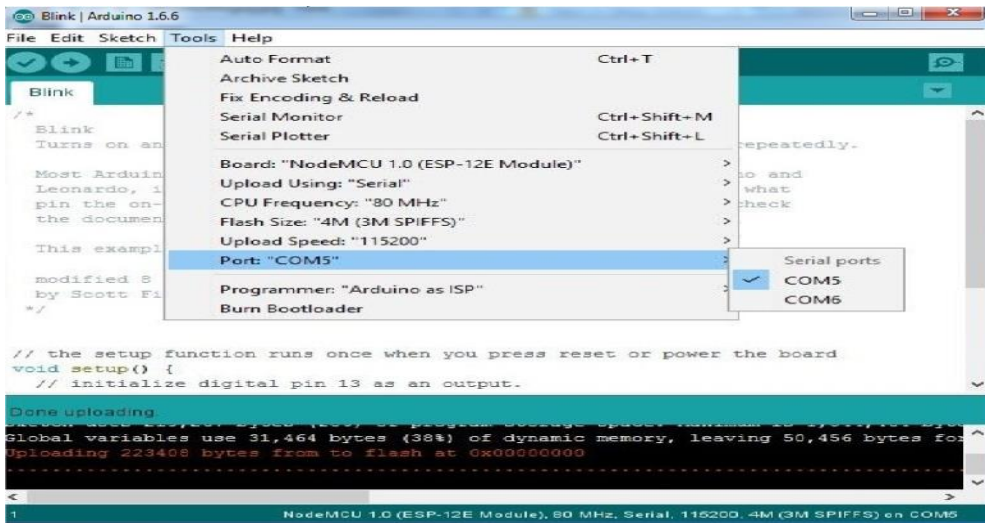 Blink | Arduino 1.6.6
File Edit Sketch Tools Help
Auto Format Ctrl+T
Archive Sketch
Fix Encoding & Reload
Serial Monitor Ctrl+Shift+M
Serial Plotter Ctrl+Shift+L
Board: "NodeMCU 1.0 (ESP-12E Module)" >
Upload Using: "Serial" >
CPU Frequency: "80 MHz" >
Flash Size: "4M (3M SPIFFS)" >
Upload Speed: "115200" >
Port: "COM5" >
Programmer: "Arduino as ISP" >
Burn Bootloader
Serial ports
COM5
COM6
Blink
/*
Blink
Turns on an epeatedly.
Most Arduin and
Leonardo, i what
pin the on- check
the documen
This exampl
modified 8
by Scott Fi
*/
// the setup function runs once when you press reset or power the board
void setup() {
// initialize digital pin 13 as an output.
Done uploading.
Global variables use 31,464 bytes (38%) of dynamic memory, leaving 50,456 bytes for
Uploading 223408 bytes from to flash at 0x00000000
................................................................................
1 NodeMCU 1.0 (ESP-12E Module), 80 MHz, Serial, 115200, 4M (3M SPIFFS) on COM5